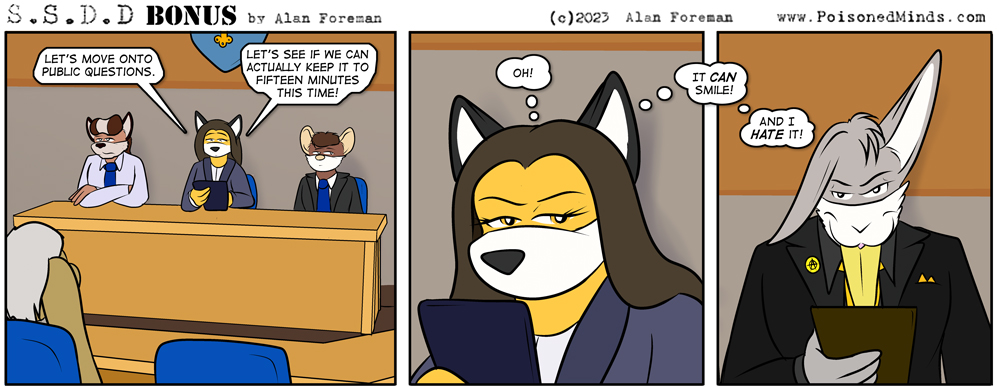 S.S.D.D BONUS by Alan Foreman (c)2023 Alan Foreman www.PoisonedMinds.com
LET'S MOVE ONTO
PUBLIC QUESTIONS.
LET'S SEE IF WE CAN
ACTUALLY KEEP IT TO
FIFTEEN MINUTES
THIS TIME!
OH!
IT CAN
SMILE!
AND I
HATE IT!